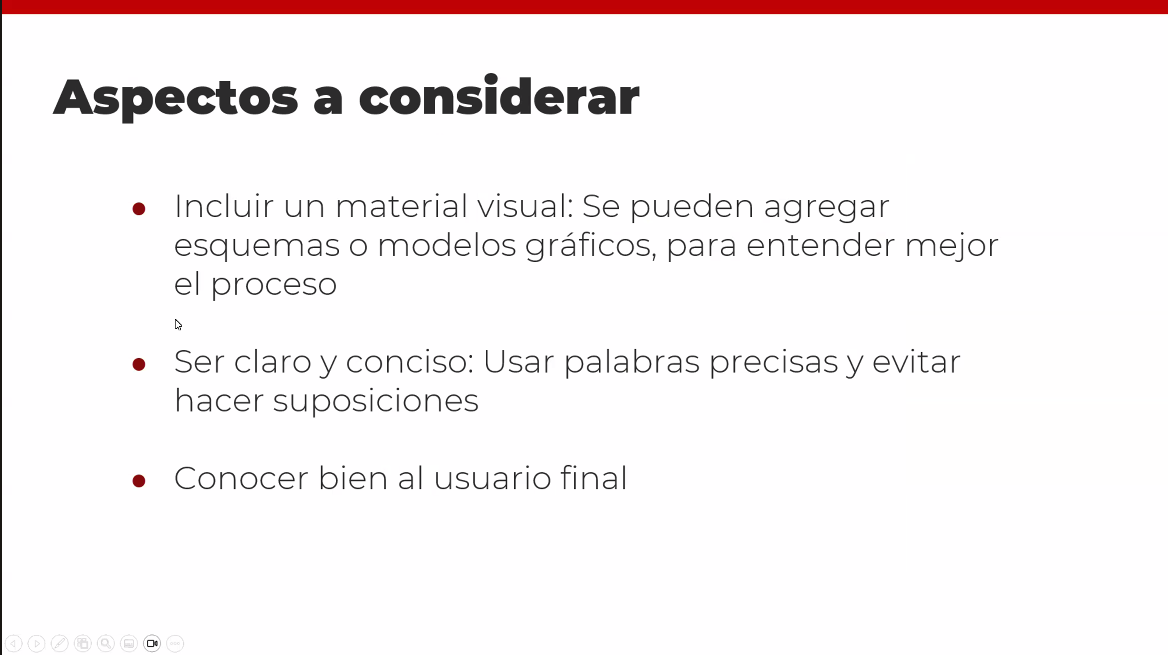 Aspectos a considerar
● Incluir un material visual: Se pueden agregar
esquemas o modelos gráficos, para entender mejor
el proceso
● Ser claro y conciso: Usar palabras precisas y evitar
hacer suposiciones
● Conocer bien al usuario final